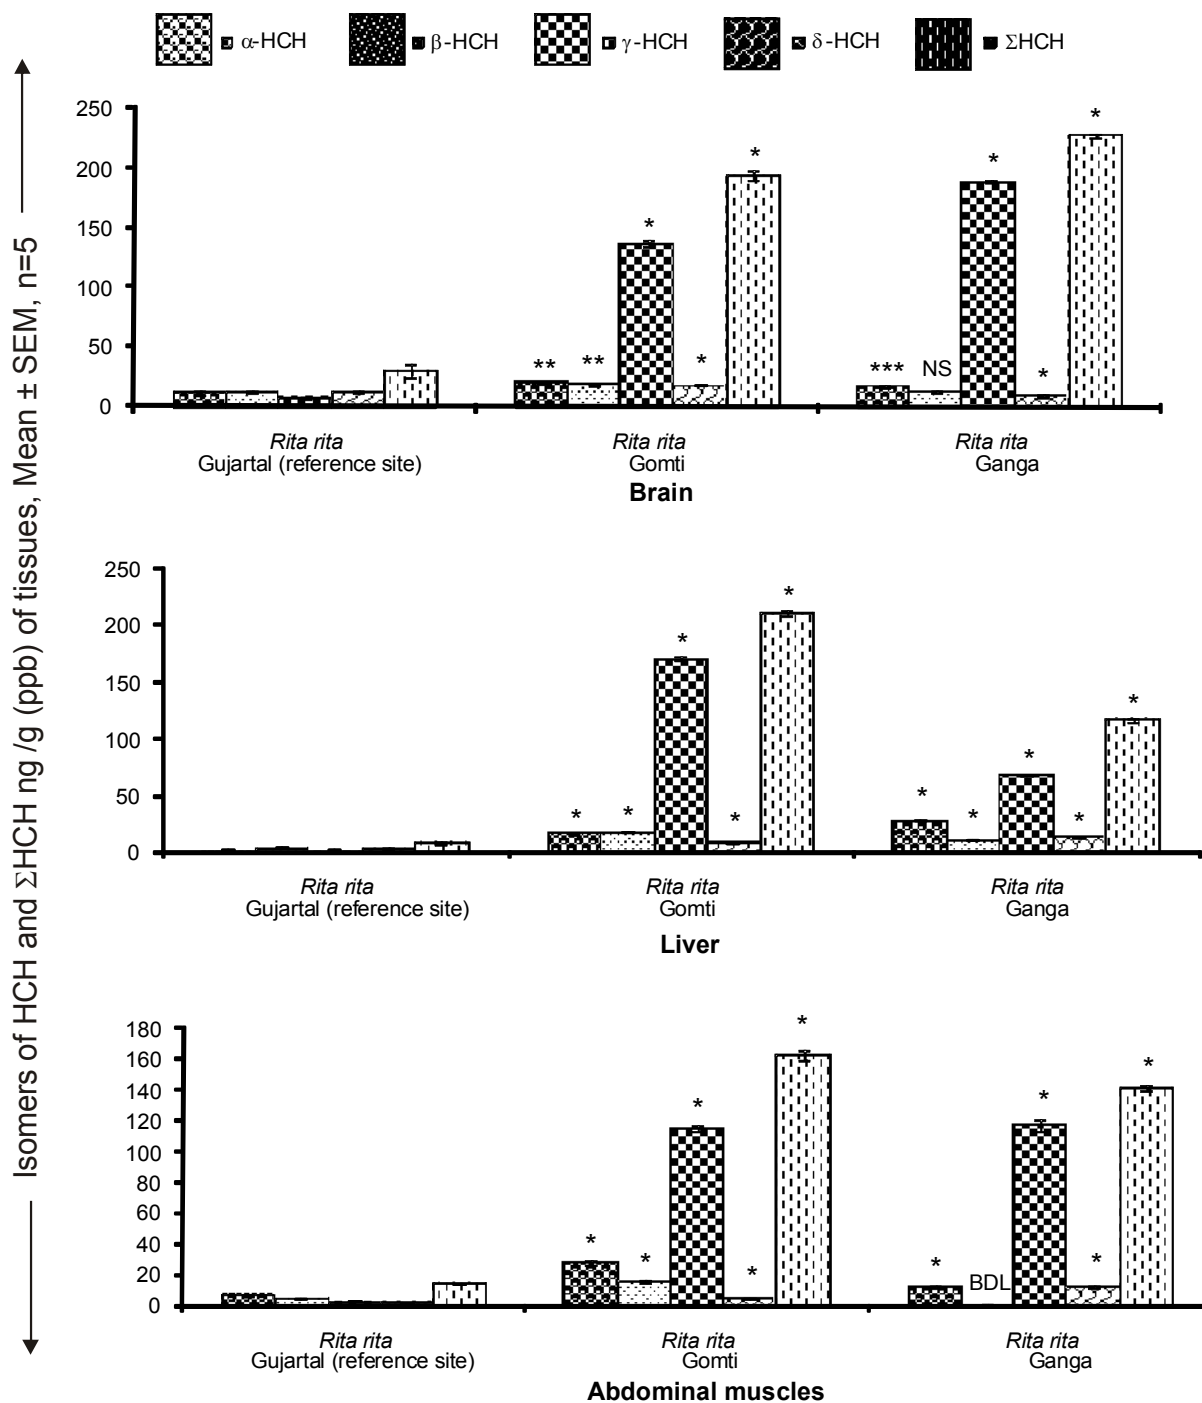 α-HCH β-HCH γ-HCH δ-HCH ΣHCH
Isomers of HCH and ΣHCH ng /g (ppb) of tissues, Mean ± SEM, n=5
250
200
150
100
50
0
** ** * * *
*** NS * * *
Rita rita Rita rita Rita rita
Gujartal (reference site) Gomti Ganga
Brain
250
200
150
100
50
0
* * * * *
* * * * *
Rita rita Rita rita Rita rita
Gujartal (reference site) Gomti Ganga
Liver
180
160
140
120
100
80
60
40
20
0
* * * * *
* BDL * * *
Rita rita Rita rita Rita rita
Gujartal (reference site) Gomti Ganga
Abdominal muscles